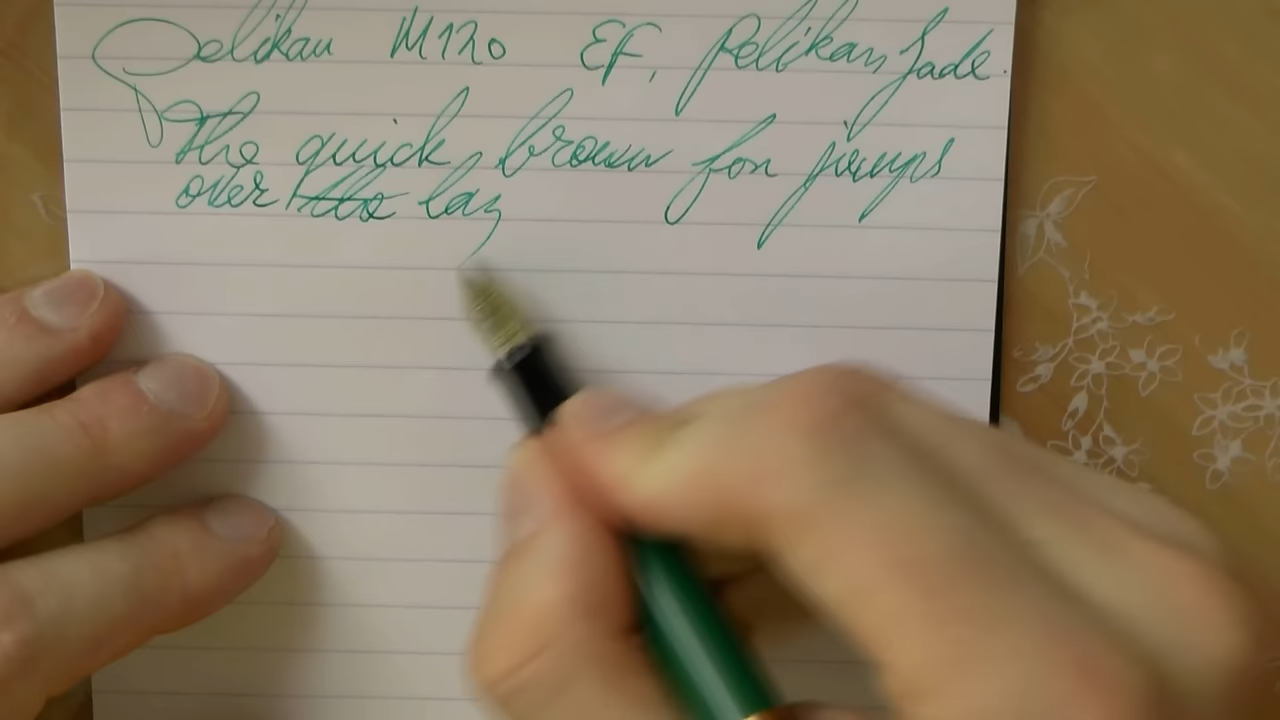 Pelikan M120 EF, Pelikan Jade.
The quick, brown fox jumps
over the laz